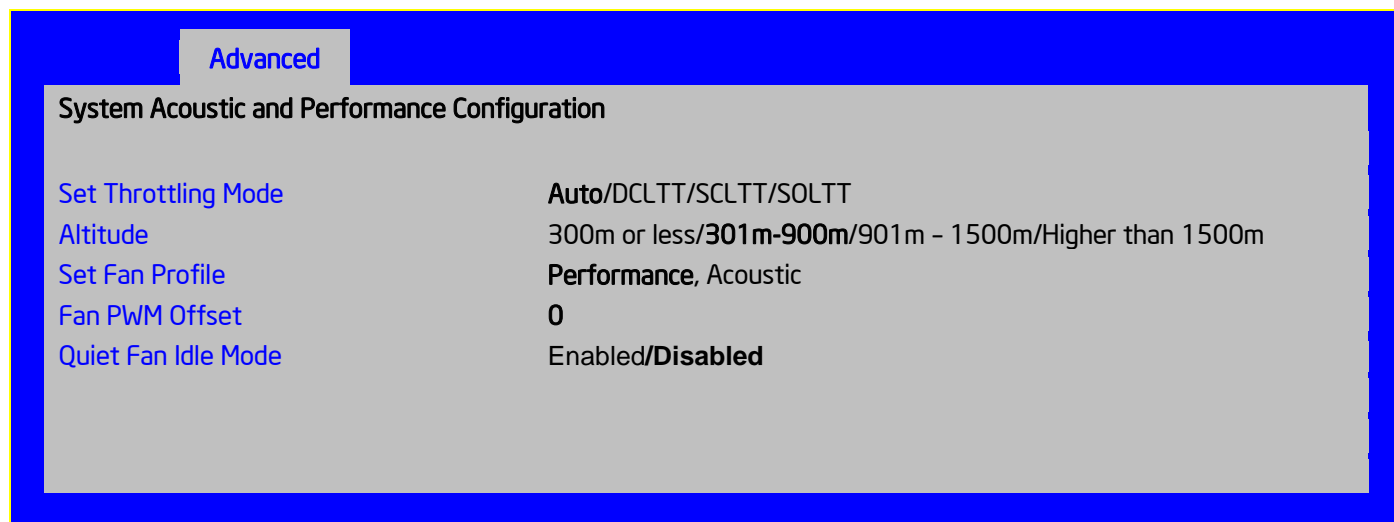 Advanced
System Acoustic and Performance Configuration
Set Throttling Mode Auto/DCLTT/SCLTT/SOLTT
Altitude 300m or less/301m-900m/901m – 1500m/Higher than 1500m
Set Fan Profile Performance, Acoustic
Fan PWM Offset 0
Quiet Fan Idle Mode Enabled/Disabled